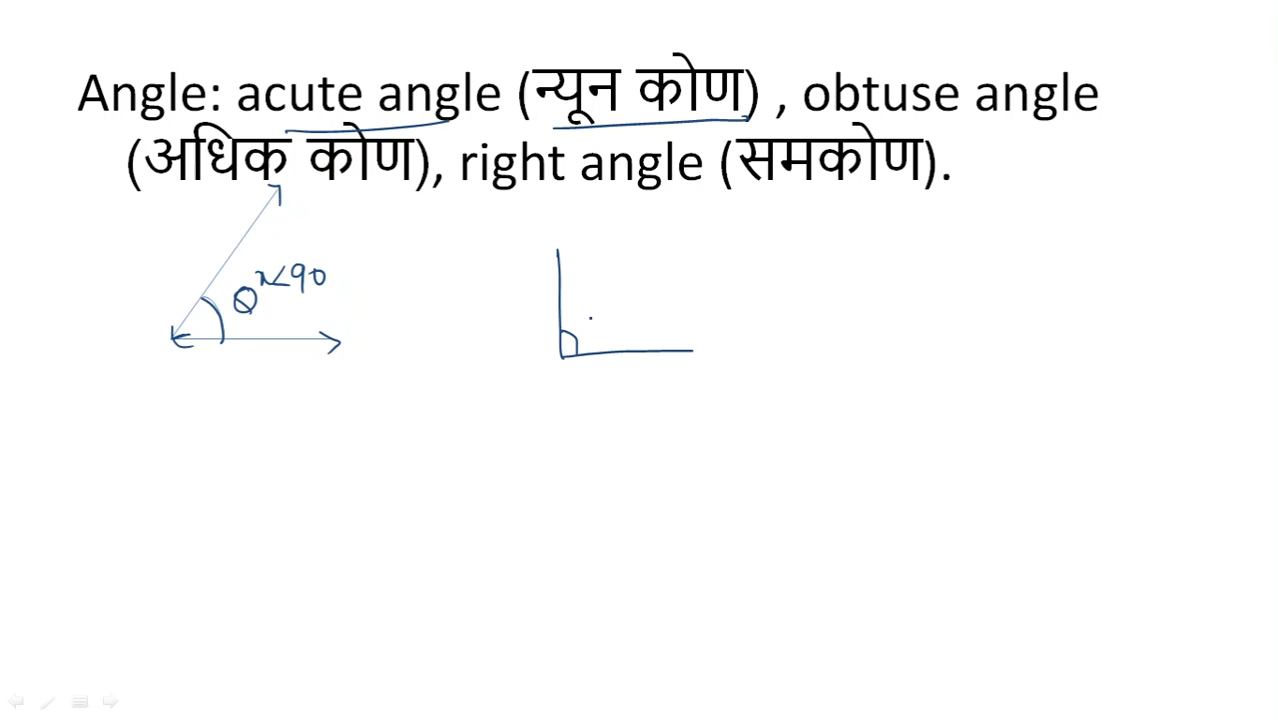 Angle: acute angle (न्यून कोण) , obtuse angle
(अधिक कोण), right angle (समकोण).
θ x<90